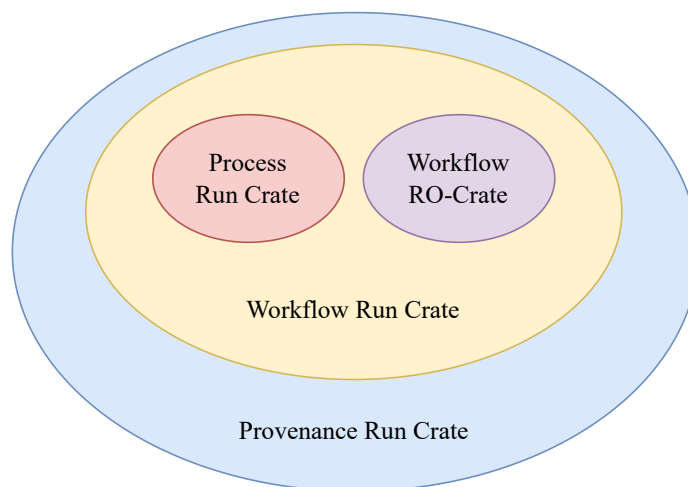 Process
Run Crate
Workflow
RO-Crate
Workflow Run Crate
Provenance Run Crate